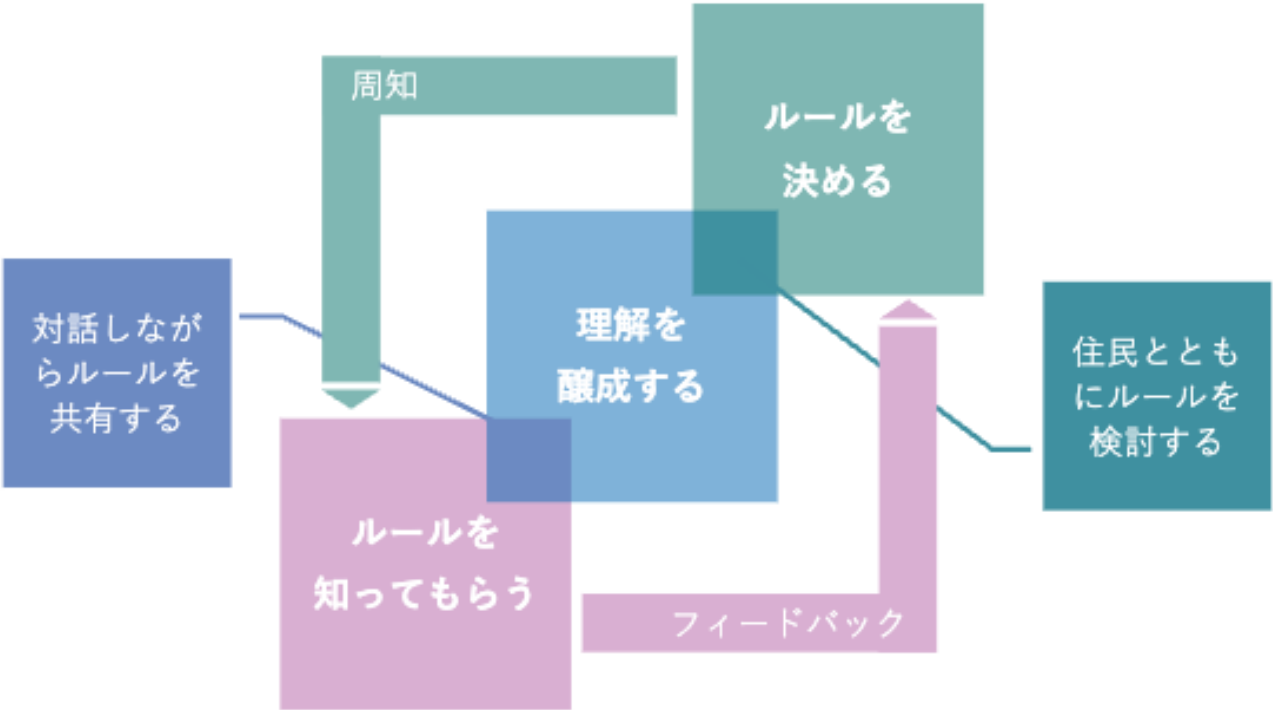 周知
ルールを
決める
対話しなが
らルールを
共有する
理解を
醸成する
住民ととも
にルールを
検討する
ルールを
知ってもらう
フィードバック